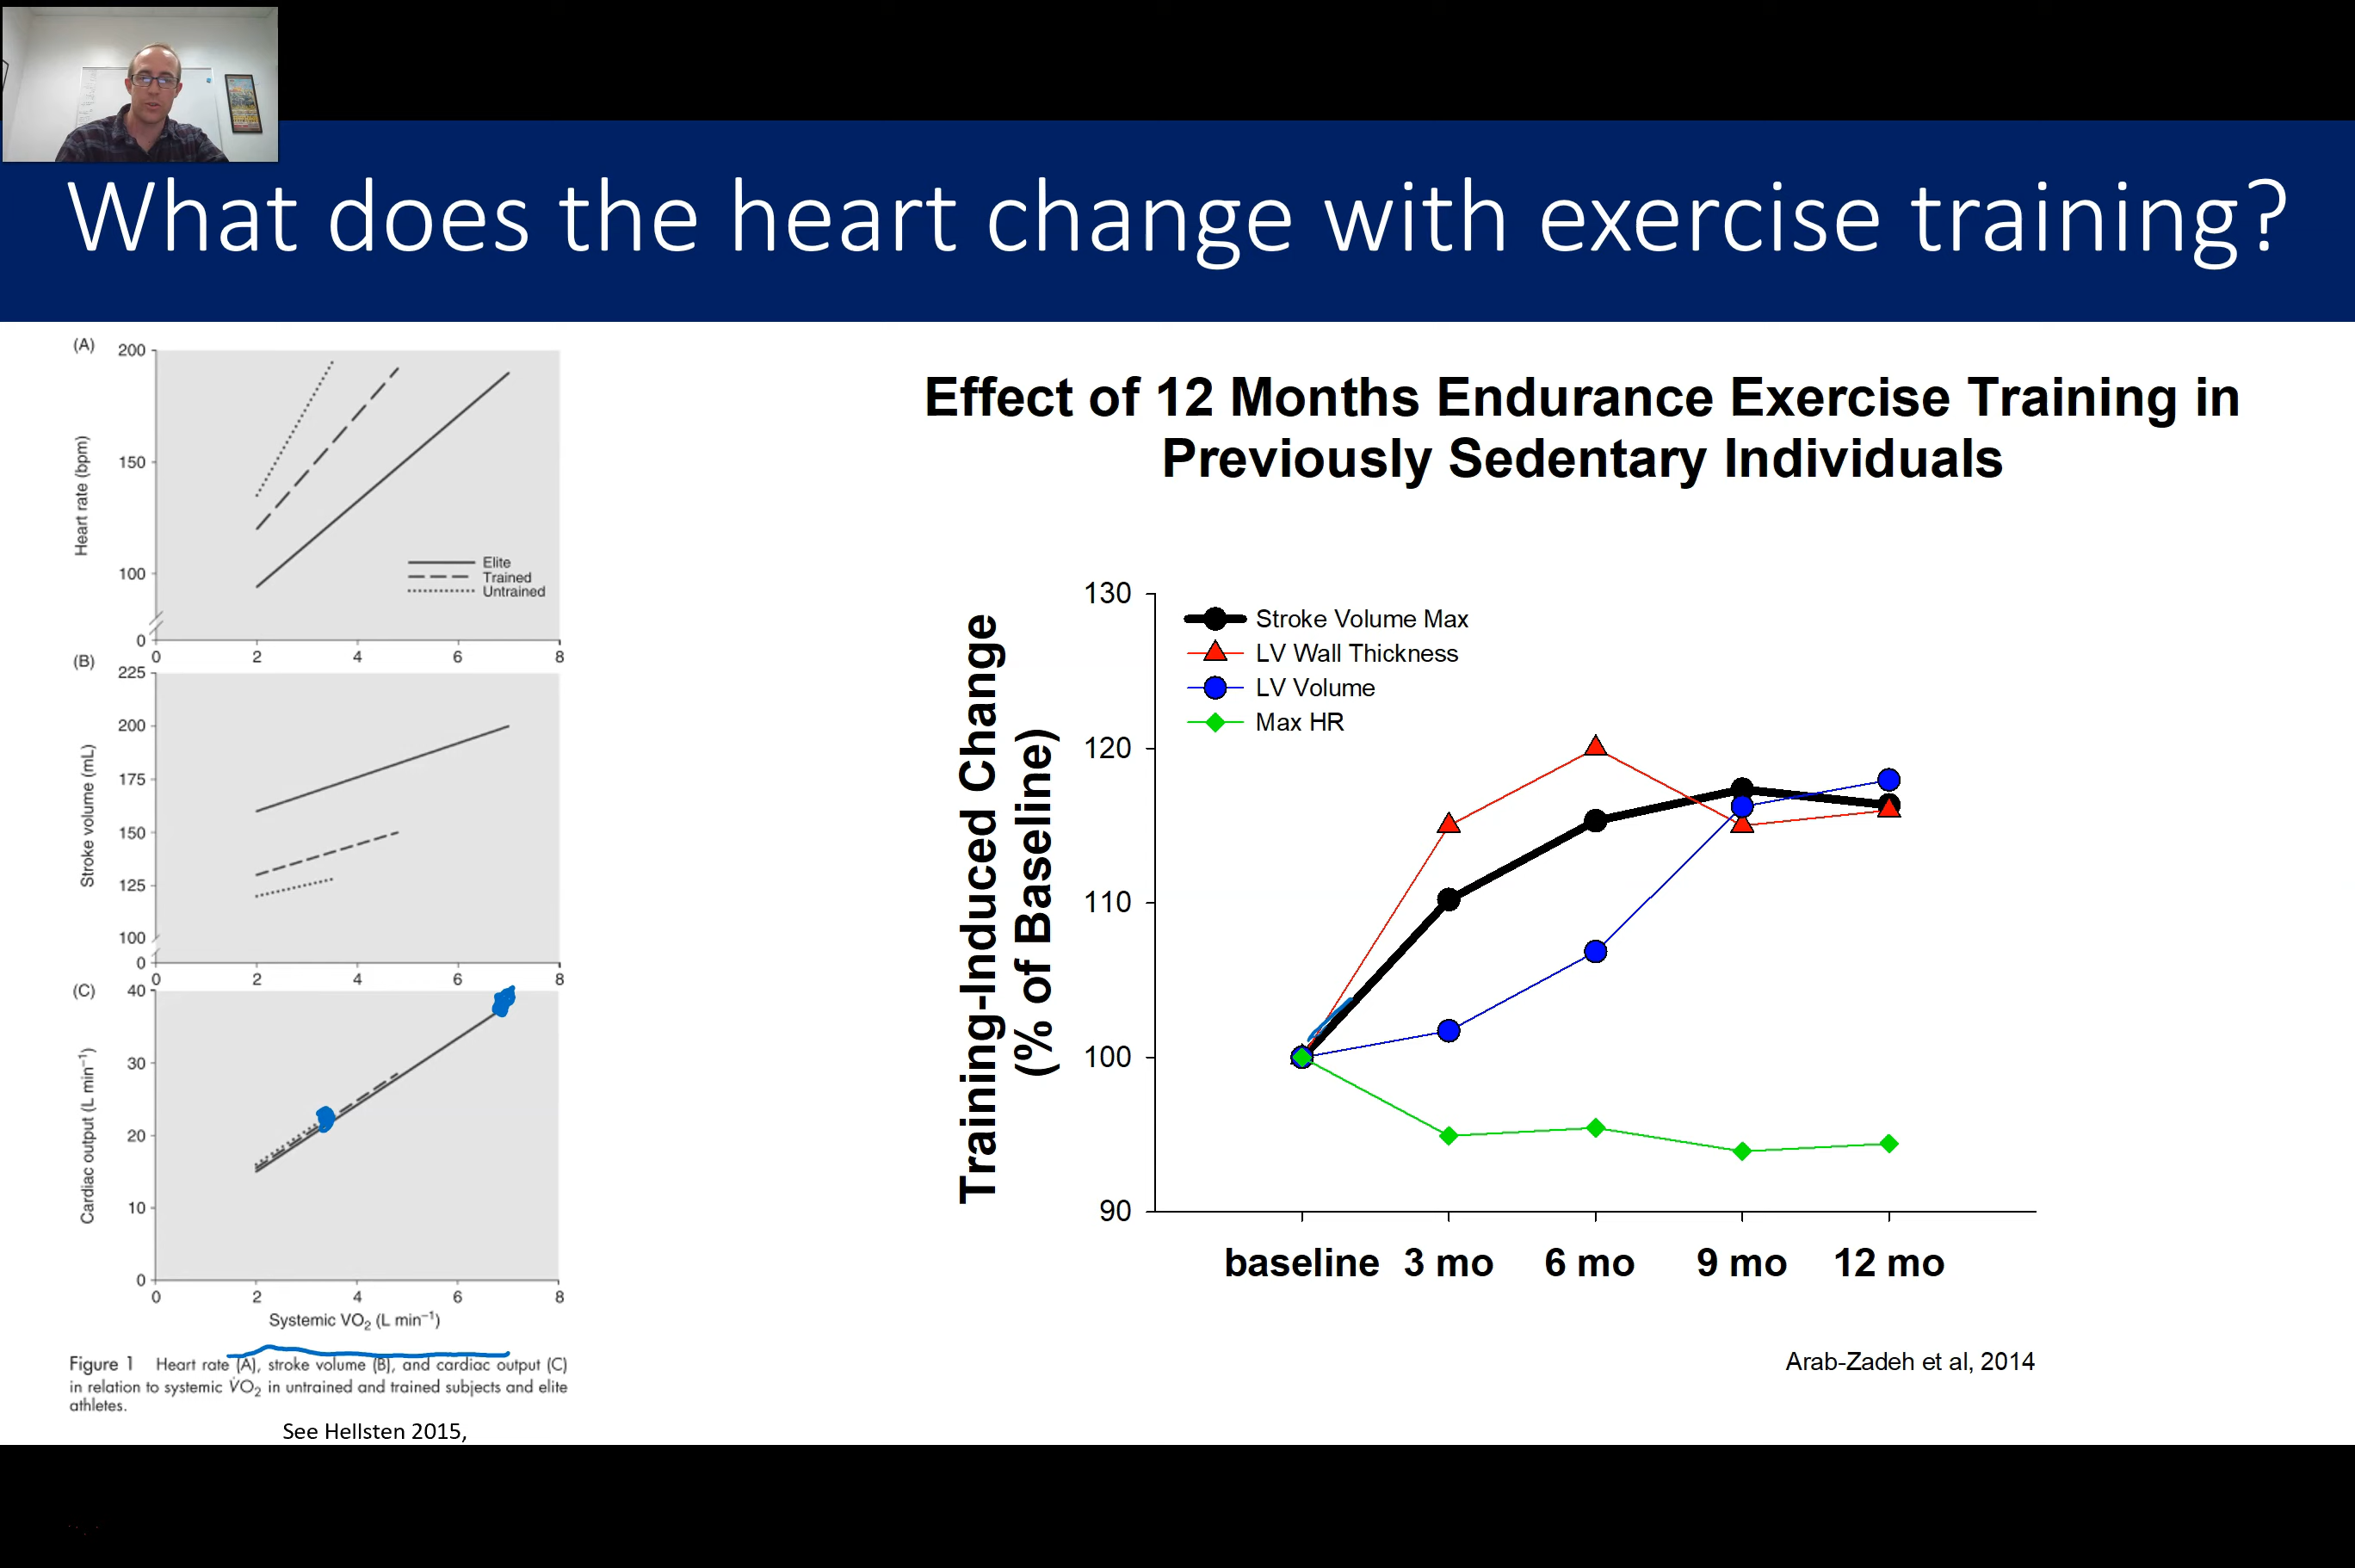 What does the heart change with exercise training?
(A)
200
150
100
0
Heart rate (bpm)
Elite
Trained
Untrained
0 2 4 6 8
(B)
225
200
175
150
125
100
0
Stroke volume (mL)
0 2 4 6 8
(C)
40
30
20
10
0
Cardiac output (L min⁻¹)
0 2 4 6 8
Systemic VO₂ (L min⁻¹)
Figure 1 Heart rate (A), stroke volume (B), and cardiac output (C)
in relation to systemic V̇O₂ in untrained and trained subjects and elite
athletes.
See Hellsten 2015,
Effect of 12 Months Endurance Exercise Training in
Previously Sedentary Individuals
Training-Induced Change
(% of Baseline)
130
120
110
100
90
Stroke Volume Max
LV Wall Thickness
LV Volume
Max HR
baseline 3 mo 6 mo 9 mo 12 mo
Arab-Zadeh et al, 2014